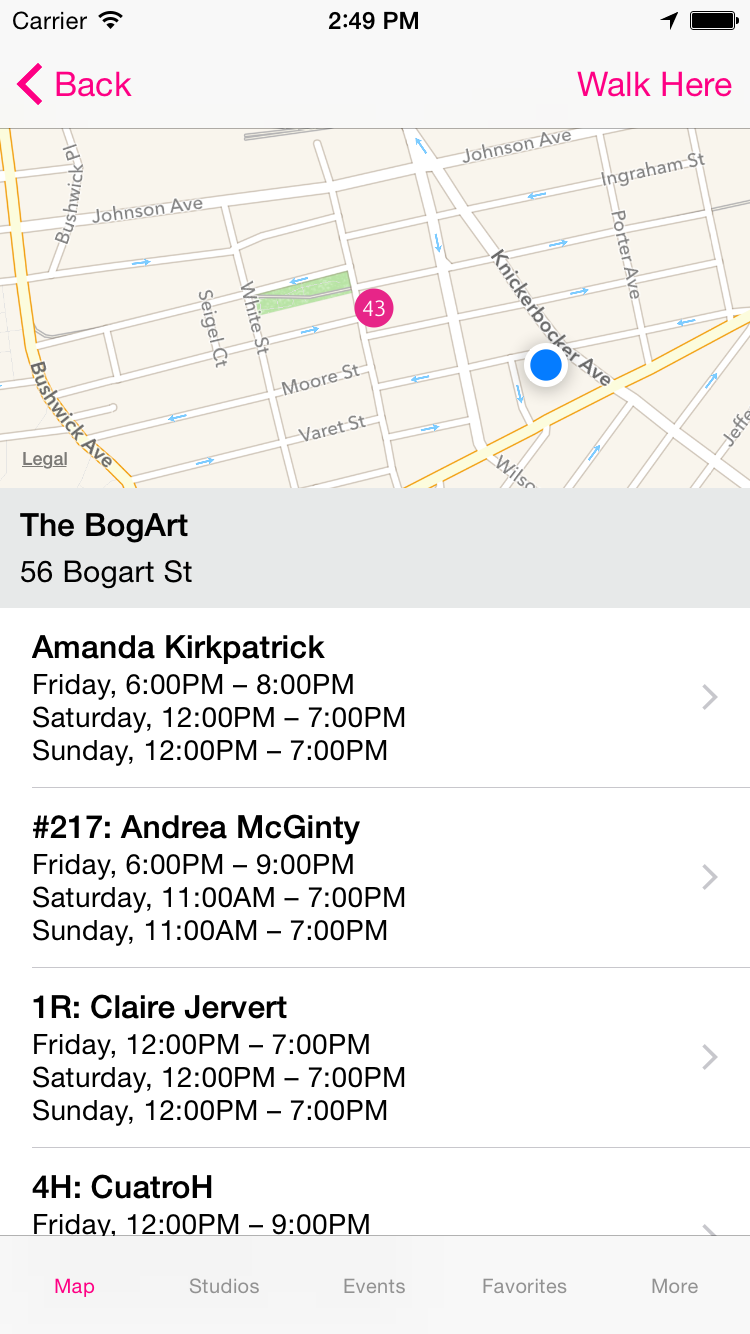 Carrier 2:49 PM
Back Walk Here
Bushwick Pl
Johnson Ave
Johnson Ave
Ingraham St
Porter Ave
Knickerbocker Ave
White St
Seigel Ct
43
Moore St
Varet St
Bushwick Ave
Legal
Wilso
Jeffe
The BogArt
56 Bogart St
Amanda Kirkpatrick
Friday, 6:00PM – 8:00PM
Saturday, 12:00PM – 7:00PM
Sunday, 12:00PM – 7:00PM
#217: Andrea McGinty
Friday, 6:00PM – 9:00PM
Saturday, 11:00AM – 7:00PM
Sunday, 11:00AM – 7:00PM
1R: Claire Jervert
Friday, 12:00PM – 7:00PM
Saturday, 12:00PM – 7:00PM
Sunday, 12:00PM – 7:00PM
4H: CuatroH
Friday, 12:00PM – 9:00PM
Map Studios Events Favorites More